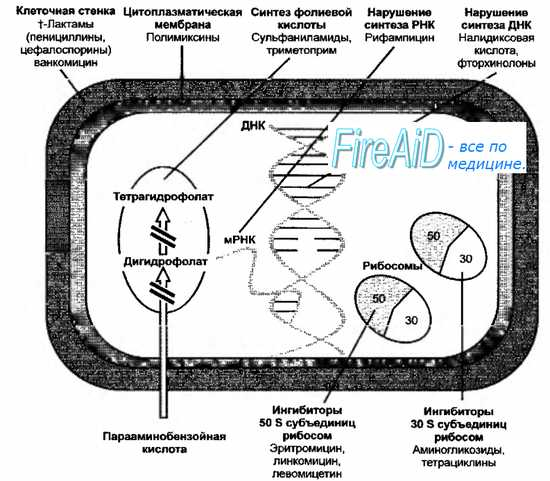 Клеточная стенка
†-Лактамы
(пенициллины,
цефалоспорины)
ванкомицин
Цитоплазматическая
мембрана
Полимиксины
Синтез фолиевой
кислоты
Сульфаниламиды,
триметоприм
Нарушение
синтеза РНК
Рифампицин
Нарушение
синтеза ДНК
Налидиксовая
кислота,
фторхинолоны
ДНК
FireAiD - все по
медицине.
Тетрагидрофолат
мРНК
Дигидрофолат
50
30
Рибосомы
50
30
Парааминобензойная
кислота
Ингибиторы
50 S субъединиц
рибосом
Эритромицин,
линкомицин,
левомицетин
Ингибиторы
30 S субъединиц
рибосом
Аминогликозиды,
тетрациклины